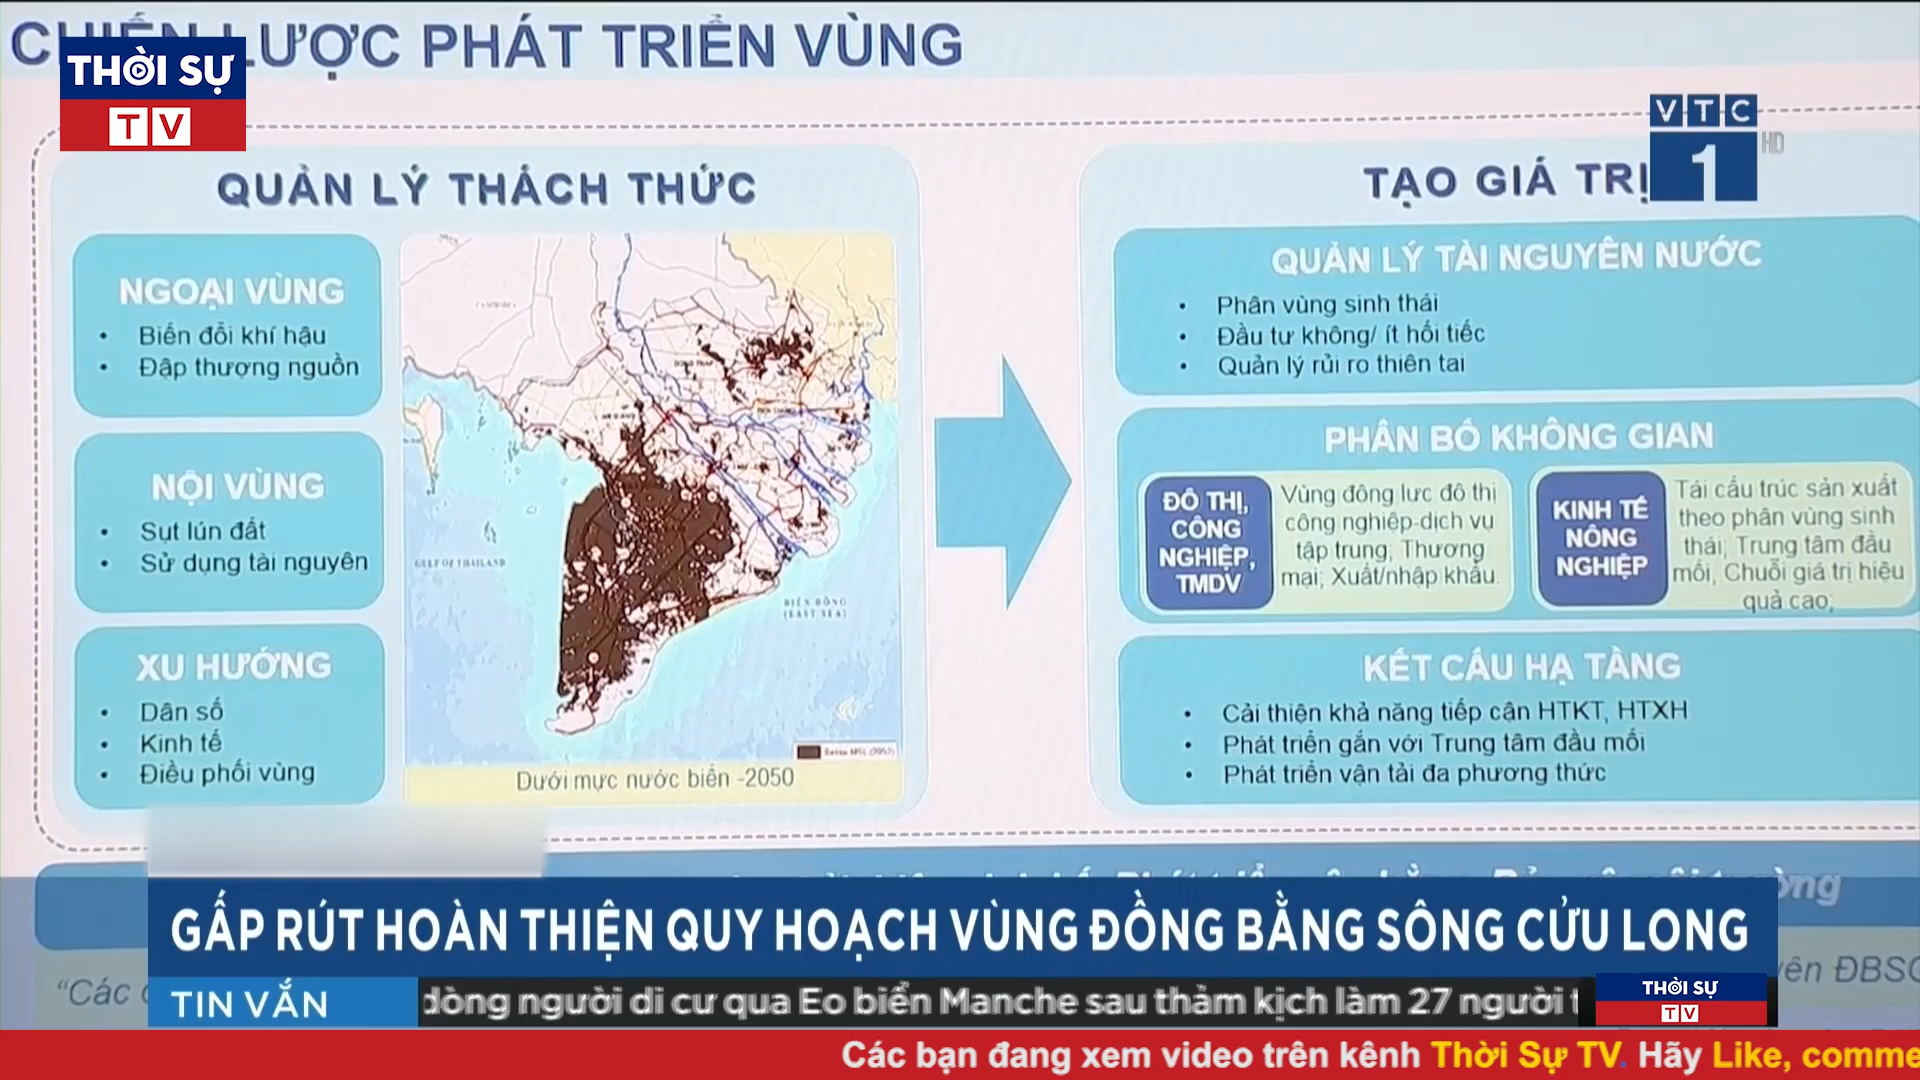 LƯỢC PHÁT TRIỂN VÙNG
THỜI SỰ
TV
VTC
1
HD
QUẢN LÝ THÁCH THỨC
NGOẠI VÙNG
• Biến đổi khí hậu
• Đập thượng nguồn
NỘI VÙNG
• Sụt lún đất
• Sử dụng tài nguyên
XU HƯỚNG
• Dân số
• Kinh tế
• Điều phối vùng
GULF OF THAILAND
BIỂN ĐÔNG
(EAST SEA)
Dưới mực nước biển -2050
TẠO GIÁ TRỊ
QUẢN LÝ TÀI NGUYÊN NƯỚC
• Phân vùng sinh thái
• Đầu tư không/ ít hối tiếc
• Quản lý rủi ro thiên tai
PHÂN BỐ KHÔNG GIAN
ĐÔ THỊ,
CÔNG
NGHIỆP,
TMDV
Vùng động lực đô thị
công nghiệp-dịch vụ
tập trung; Thương
mại; Xuất/nhập khẩu.
KINH TẾ
NÔNG
NGHIỆP
Tái cấu trúc sản xuất
theo phân vùng sinh
thái; Trung tâm đầu
mối, Chuỗi giá trị hiệu
quả cao;
KẾT CẤU HẠ TẦNG
• Cải thiện khả năng tiếp cận HTKT, HTXH
• Phát triển gắn với Trung tâm đầu mối
• Phát triển vận tải đa phương thức
GẤP RÚT HOÀN THIỆN QUY HOẠCH VÙNG ĐỒNG BẰNG SÔNG CỬU LONG
“Các
ĐBSC
TIN VẮN
dòng người di cư qua Eo biển Manche sau thảm kịch làm 27 người
THỜI SỰ
TV
Các bạn đang xem video trên kênh Thời Sự TV. Hãy Like, comme